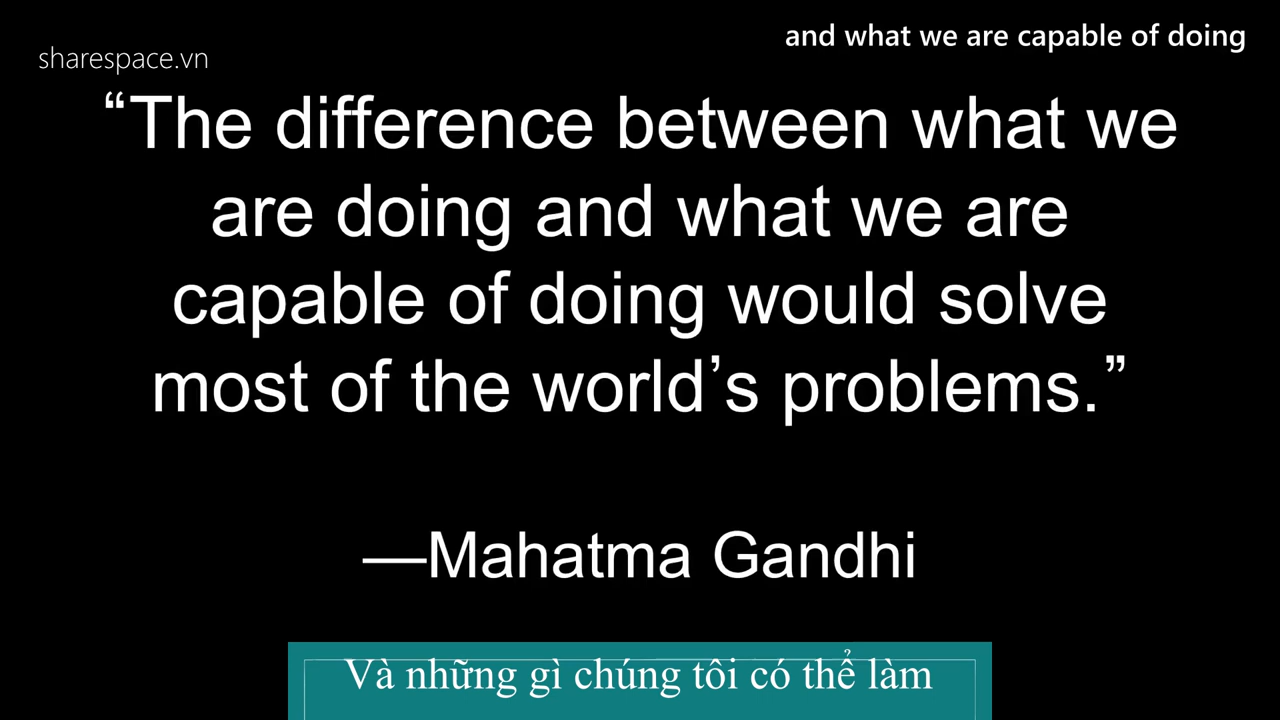 and what we are capable of doing
sharespace.vn
“The difference between what we
are doing and what we are
capable of doing would solve
most of the world’s problems.”
—Mahatma Gandhi
Và những gì chúng tôi có thể làm